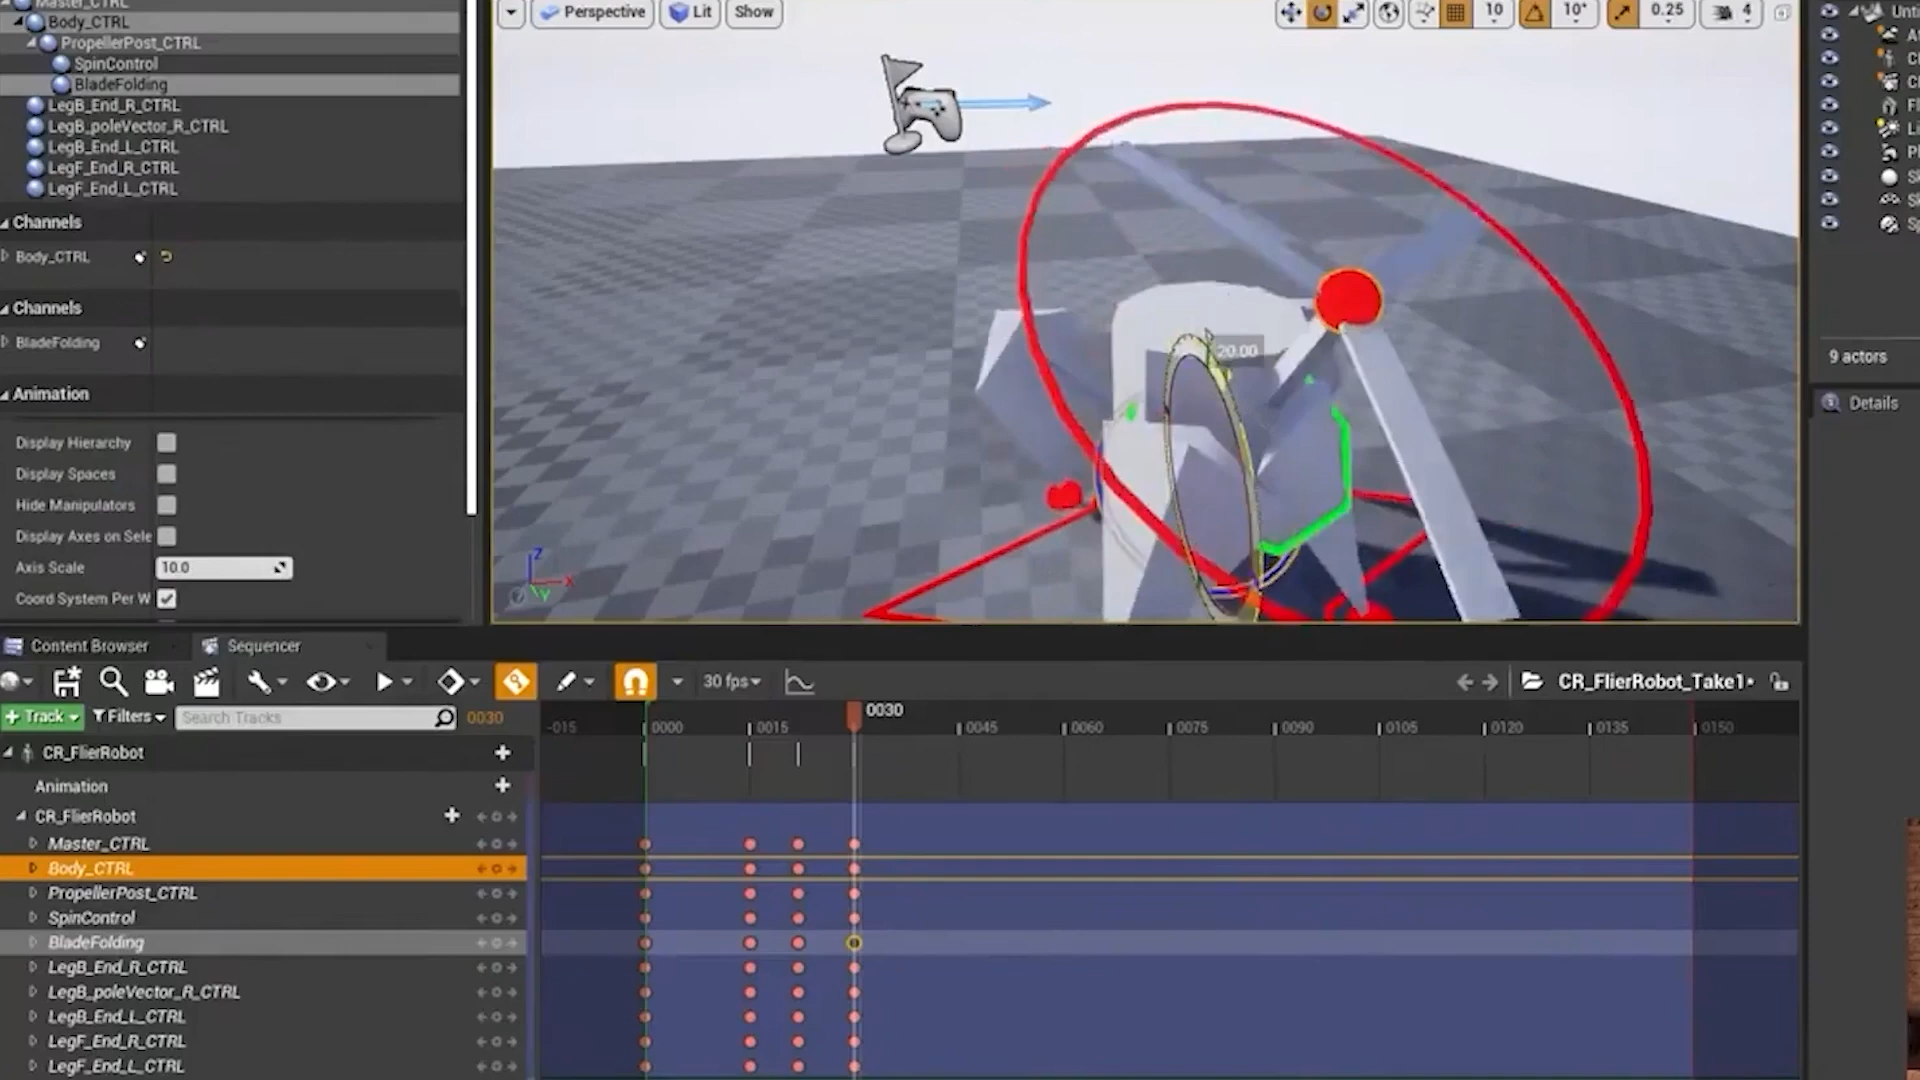 Master_CTRL
Body_CTRL
PropellerPost_CTRL
SpinControl
BladeFolding
LegB_End_R_CTRL
LegB_poleVector_R_CTRL
LegB_End_L_CTRL
LegF_End_R_CTRL
LegF_End_L_CTRL
Channels
Body_CTRL
Channels
BladeFolding
Animation
Display Hierarchy
Display Spaces
Hide Manipulators
Display Axes on Sele
Axis Scale 10.0
Coord System Per W
Perspective Lit Show 10 10° 0.25 4
20.00
Z
X
Y
9 actors
Details
Content Browser Sequencer
30 fps CR_FlierRobot_Take1•
+ Track Filters Search Tracks 0030
0030
-015 0000 0015 0045 0060 0075 0090 0105 0120 0135 0150
CR_FlierRobot
Animation
CR_FlierRobot
Master_CTRL
Body_CTRL
PropellerPost_CTRL
SpinControl
BladeFolding
LegB_End_R_CTRL
LegB_poleVector_R_CTRL
LegB_End_L_CTRL
LegF_End_R_CTRL
LegF_End_L_CTRL